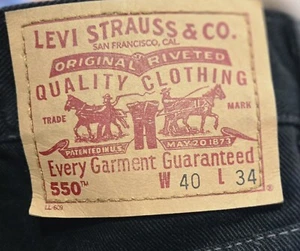 LEVI STRAUSS & CO.
SAN FRANCISCO, CAL.
ORIGINAL RIVETED
QUALITY CLOTHING
TRADE MARK
PATENTED IN U.S. MAY 20 1873
Every Garment Guaranteed
550™ W 40 L 34